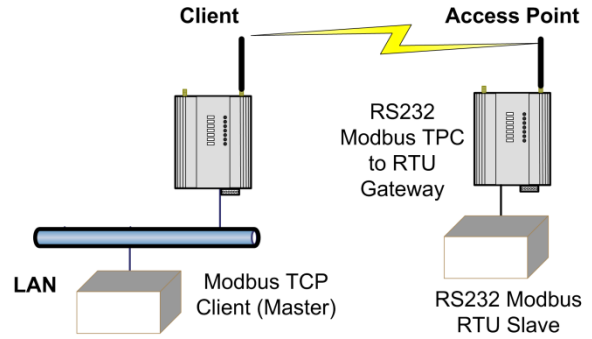 Client
Access Point
RS232
Modbus TPC
to RTU
Gateway
LAN
Modbus TCP
Client (Master)
RS232 Modbus
RTU Slave